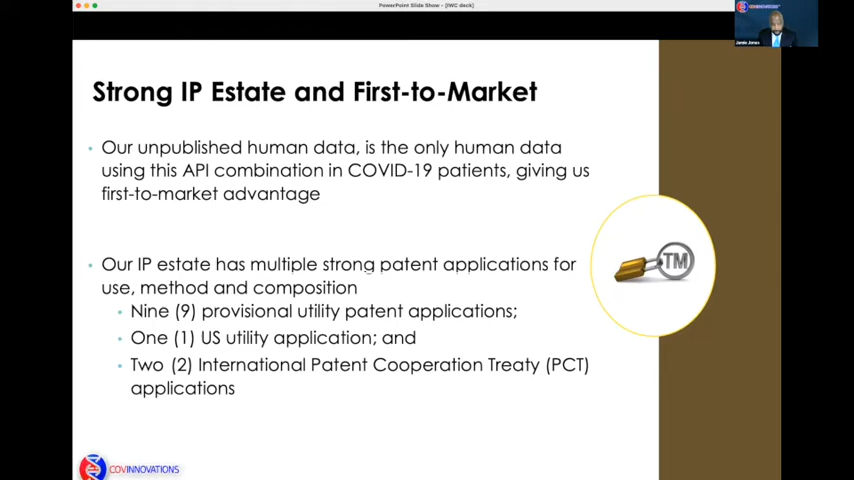 PowerPoint Slide Show - [IWC deck]
Jamie Jones
Strong IP Estate and First-to-Market
• Our unpublished human data, is the only human data
using this API combination in COVID-19 patients, giving us
first-to-market advantage
TM
• Our IP estate has multiple strong patent applications for
use, method and composition
• Nine (9) provisional utility patent applications;
• One (1) US utility application; and
• Two (2) International Patent Cooperation Treaty (PCT)
applications
COVINNOVATIONS